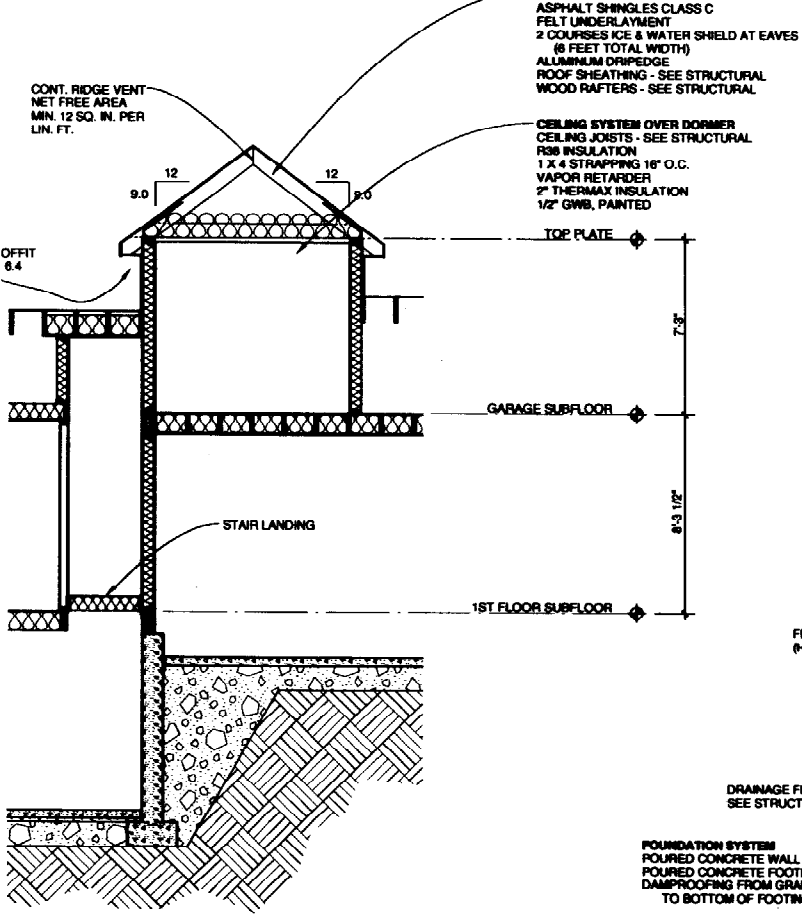 ASPHALT SHINGLES CLASS C
FELT UNDERLAYMENT
2 COURSES ICE & WATER SHIELD AT EAVES
(6 FEET TOTAL WIDTH)
ALUMINUM DRIPEDGE
ROOF SHEATHING - SEE STRUCTURAL
WOOD RAFTERS - SEE STRUCTURAL
CONT. RIDGE VENT
NET FREE AREA
MIN. 12 SQ. IN. PER
LIN. FT.
CEILING SYSTEM OVER DORMER
CEILING JOISTS - SEE STRUCTURAL
R38 INSULATION
1 X 4 STRAPPING 16" O.C.
VAPOR RETARDER
2" THERMAX INSULATION
1/2" GWB, PAINTED
12
12
9.0
9.0
TOP PLATE
OFFIT
6.4
7'-3"
GARAGE SUBFLOOR
8'-3 1/2"
STAIR LANDING
1ST FLOOR SUBFLOOR
DRAINAGE
SEE STRUCT
FOUNDATION SYSTEM
POURED CONCRETE WALL
POURED CONCRETE FOOT
DAMPROOFING FROM GRA
TO BOTTOM OF FOOTIN